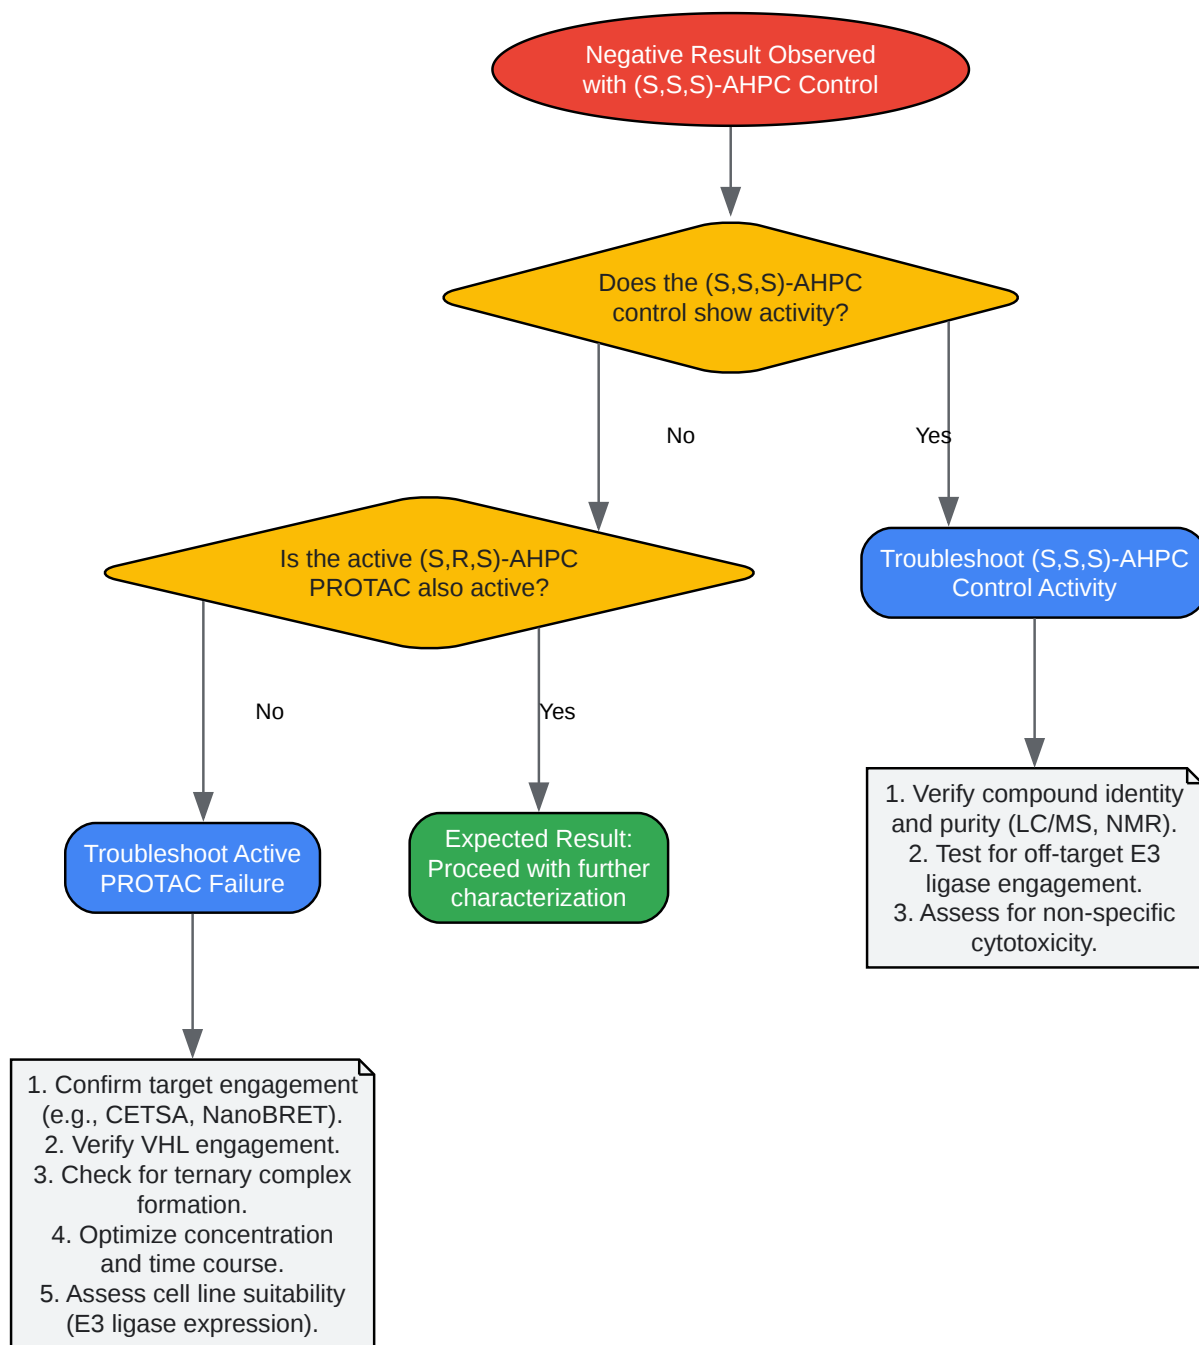 Negative Result Observed
with (S,S,S)-AHPC Control
Does the (S,S,S)-AHPC
control show activity?
No
Yes
Is the active (S,R,S)-AHPC
PROTAC also active?
Troubleshoot (S,S,S)-AHPC
Control Activity
No
Yes
1. Verify compound identity
and purity (LC/MS, NMR).
2. Test for off-target E3
ligase engagement.
3. Assess for non-specific
cytotoxicity.
Troubleshoot Active
PROTAC Failure
Expected Result:
Proceed with further
characterization
1. Confirm target engagement
(e.g., CETSA, NanoBRET).
2. Verify VHL engagement.
3. Check for ternary complex
formation.
4. Optimize concentration
and time course.
5. Assess cell line suitability
(E3 ligase expression).